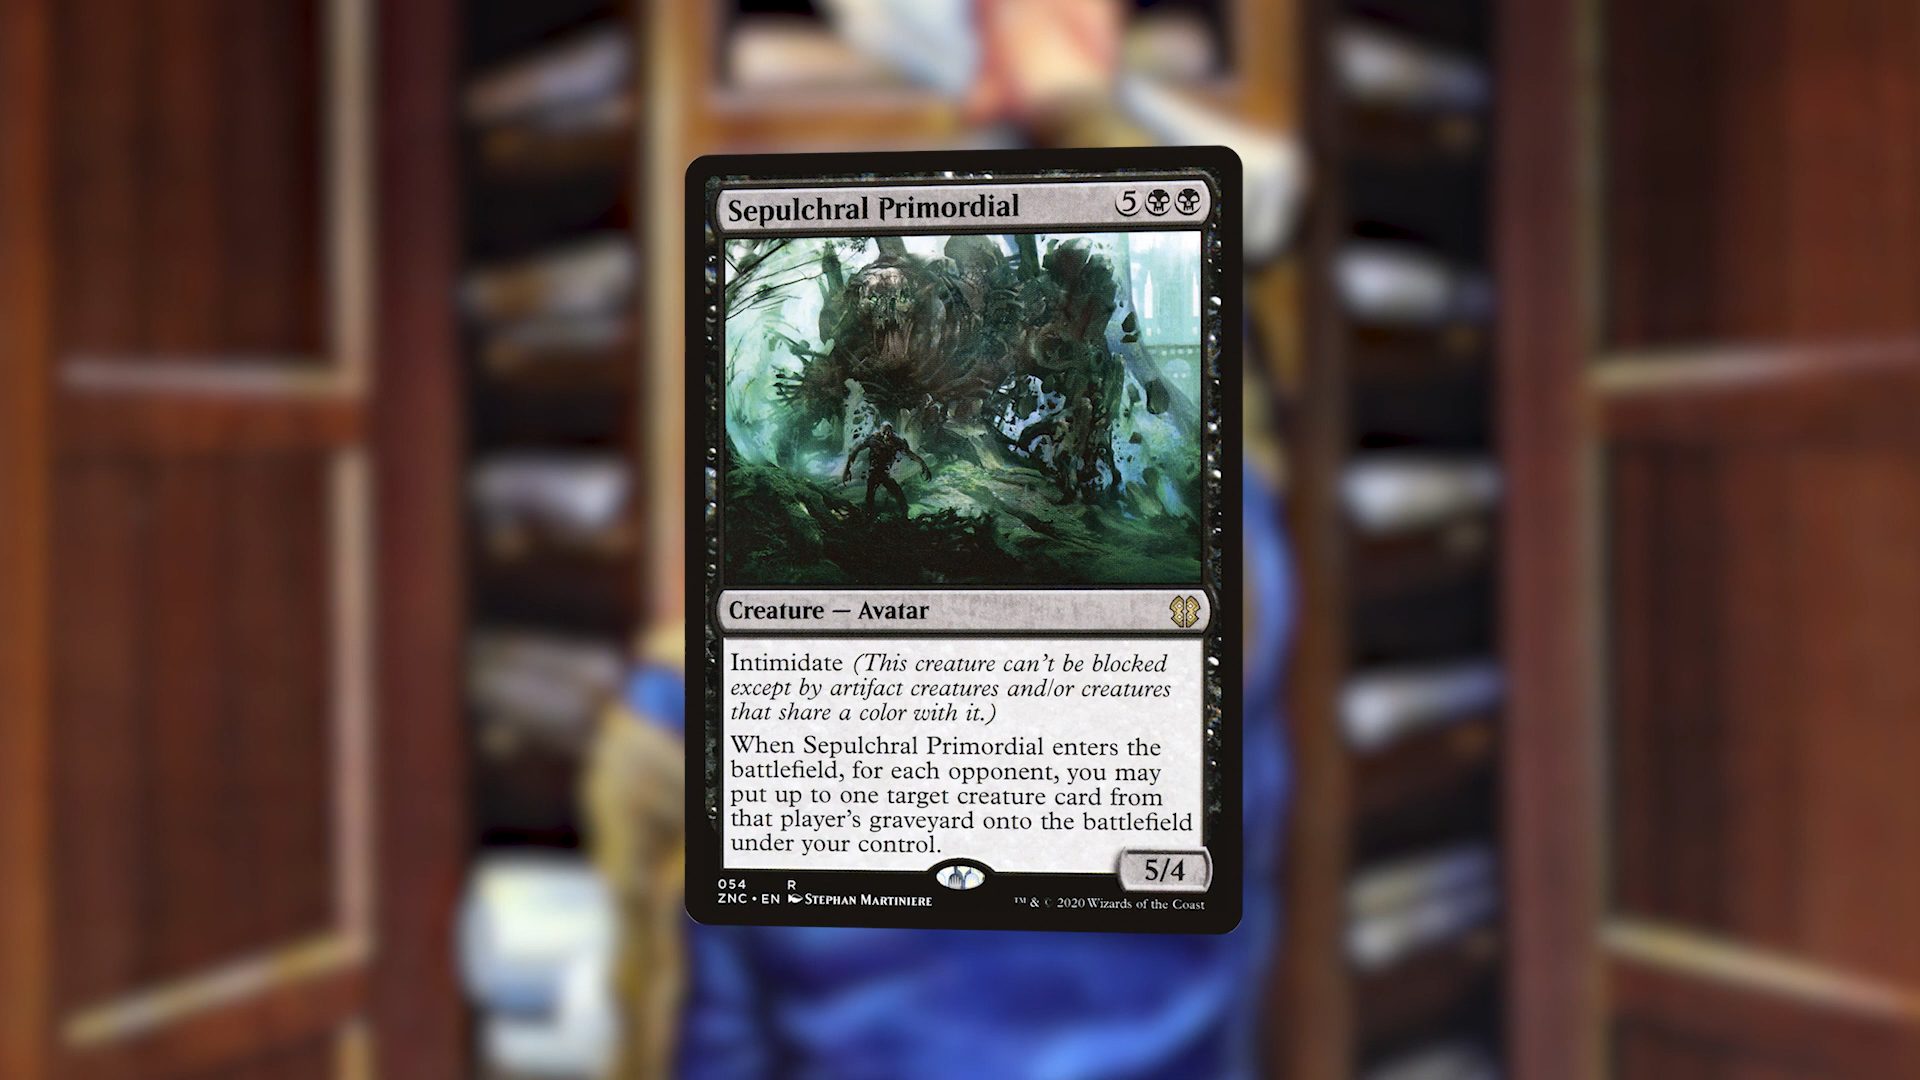 Sepulchral Primordial 5
Creature — Avatar
Intimidate (This creature can't be blocked
except by artifact creatures and/or creatures
that share a color with it.)
When Sepulchral Primordial enters the
battlefield, for each opponent, you may
put up to one target creature card from
that player's graveyard onto the battlefield
under your control.
5/4
054 R
ZNC • EN STEPHAN MARTINIERE
™ & © 2020 Wizards of the Coast